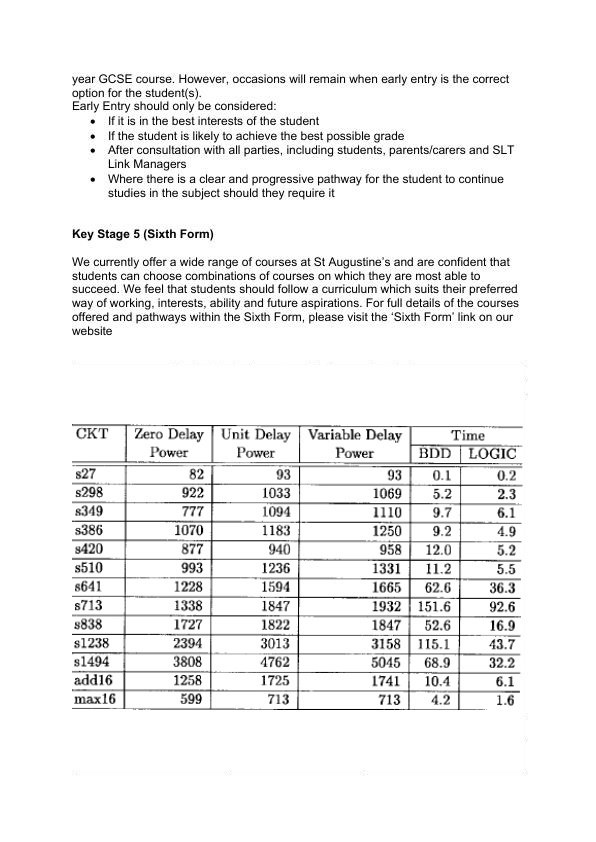 year GCSE course. However, occasions will remain when early entry is the correct
option for the student(s).
Early Entry should only be considered:
• If it is in the best interests of the student
• If the student is likely to achieve the best possible grade
• After consultation with all parties, including students, parents/carers and SLT
Link Managers
• Where there is a clear and progressive pathway for the student to continue
studies in the subject should they require it
Key Stage 5 (Sixth Form)
We currently offer a wide range of courses at St Augustine’s and are confident that
students can choose combinations of courses on which they are most able to
succeed. We feel that students should follow a curriculum which suits their preferred
way of working, interests, ability and future aspirations. For full details of the courses
offered and pathways within the Sixth Form, please visit the ‘Sixth Form’ link on our
website
CKT Zero Delay Unit Delay Variable Delay Time
Power Power Power BDD LOGIC
s27 82 93 93 0.1 0.2
s298 922 1033 1069 5.2 2.3
s349 777 1094 1110 9.7 6.1
s386 1070 1183 1250 9.2 4.9
s420 877 940 958 12.0 5.2
s510 993 1236 1331 11.2 5.5
s641 1228 1594 1665 62.6 36.3
s713 1338 1847 1932 151.6 92.6
s838 1727 1822 1847 52.6 16.9
s1238 2394 3013 3158 115.1 43.7
s1494 3808 4762 5045 68.9 32.2
add16 1258 1725 1741 10.4 6.1
max16 599 713 713 4.2 1.6